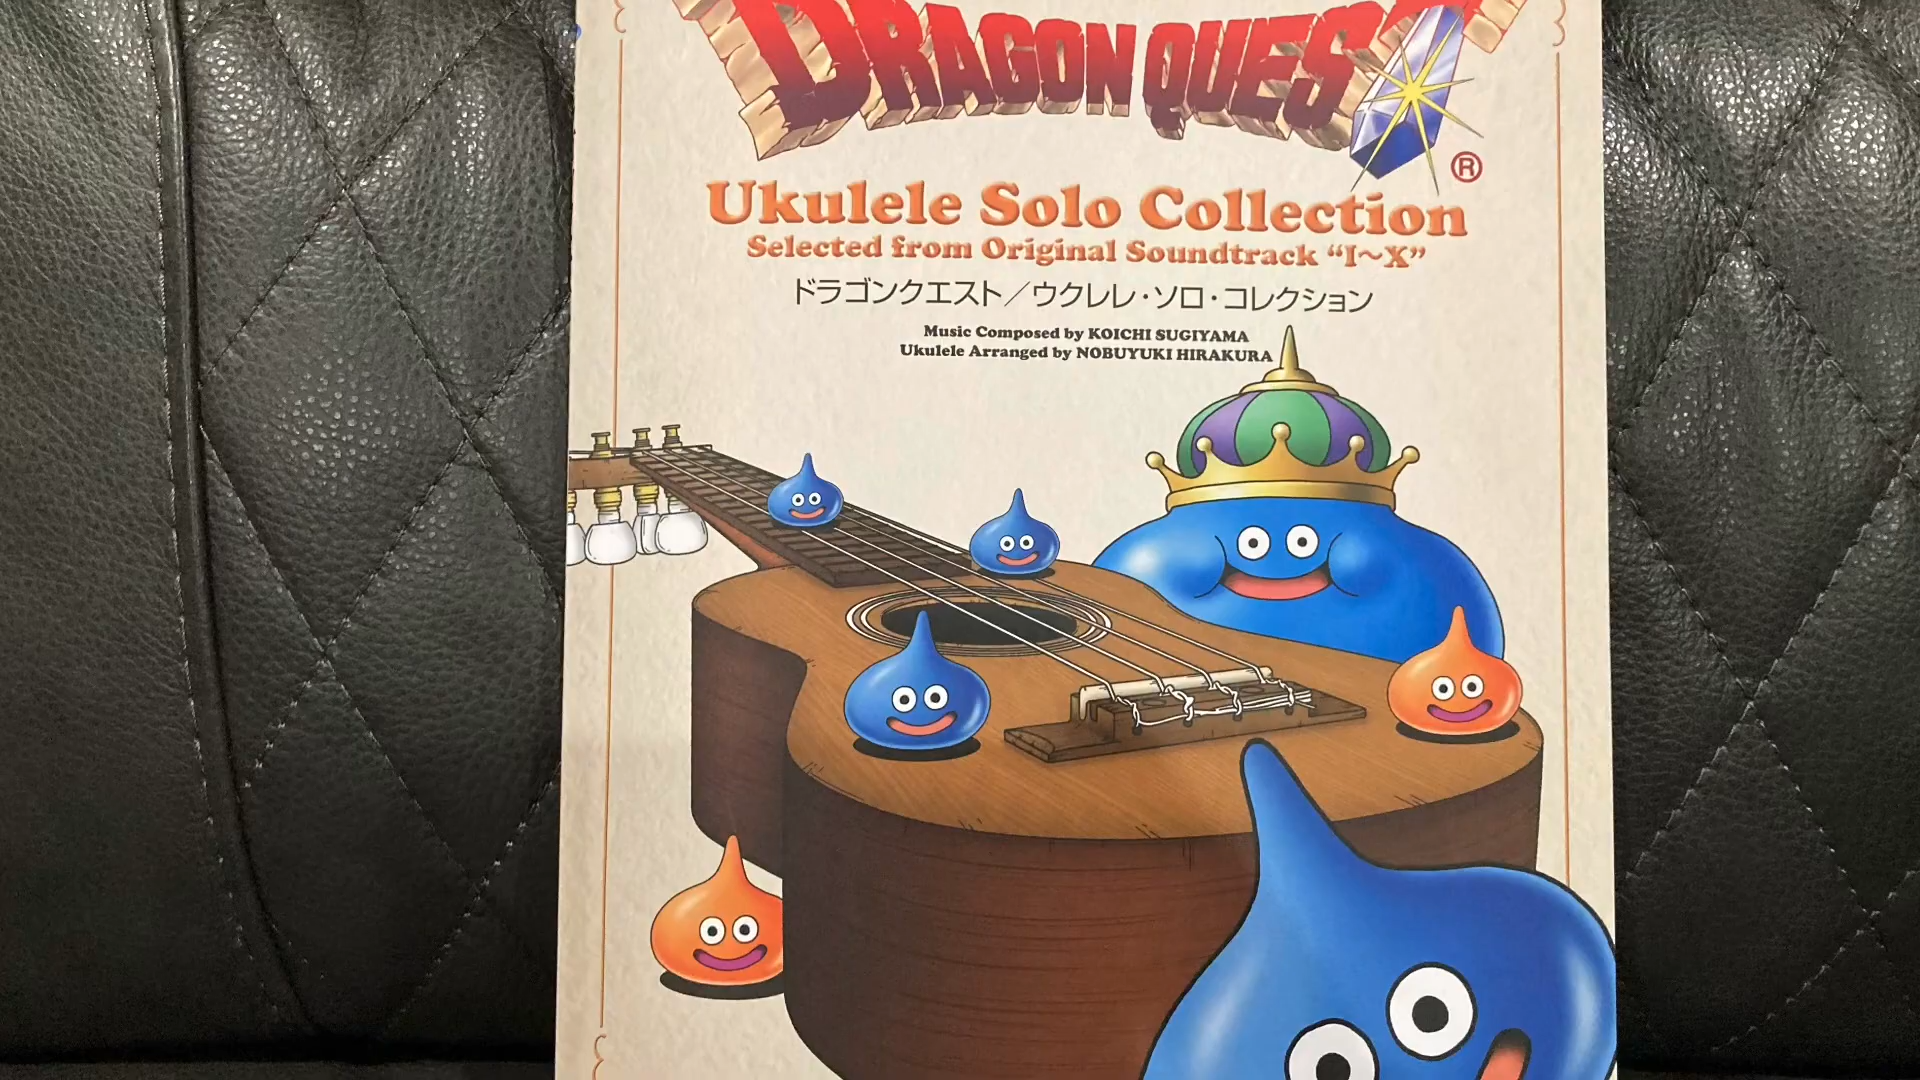 DRAGON QUEST
®
Ukulele Solo Collection
Selected from Original Soundtrack “I～X”
ドラゴンクエスト／ウクレレ・ソロ・コレクション
Music Composed by KOICHI SUGIYAMA
Ukulele Arranged by NOBUYUKI HIRAKURA